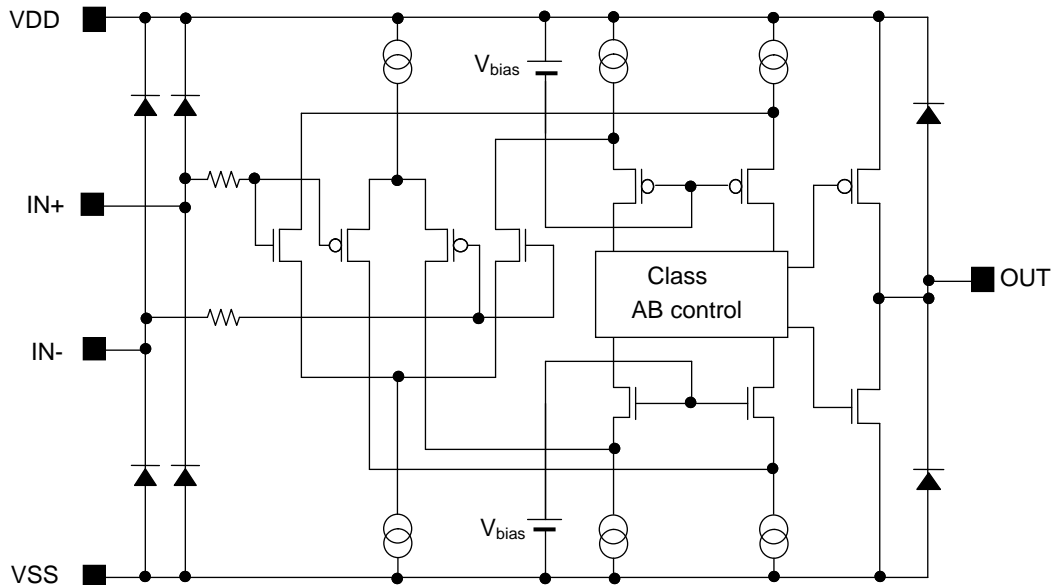 VDD
Vbias
IN+
Class
AB control
OUT
IN-
Vbias
VSS